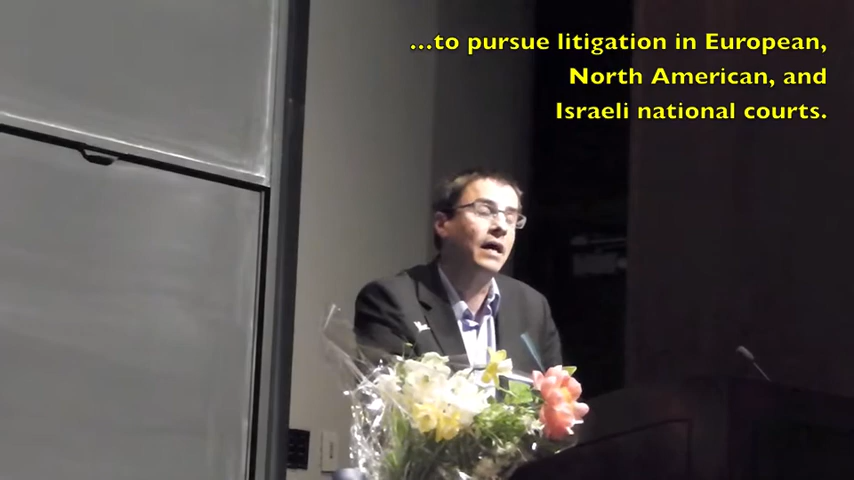 ...to pursue litigation in European,
North American, and
Israeli national courts.